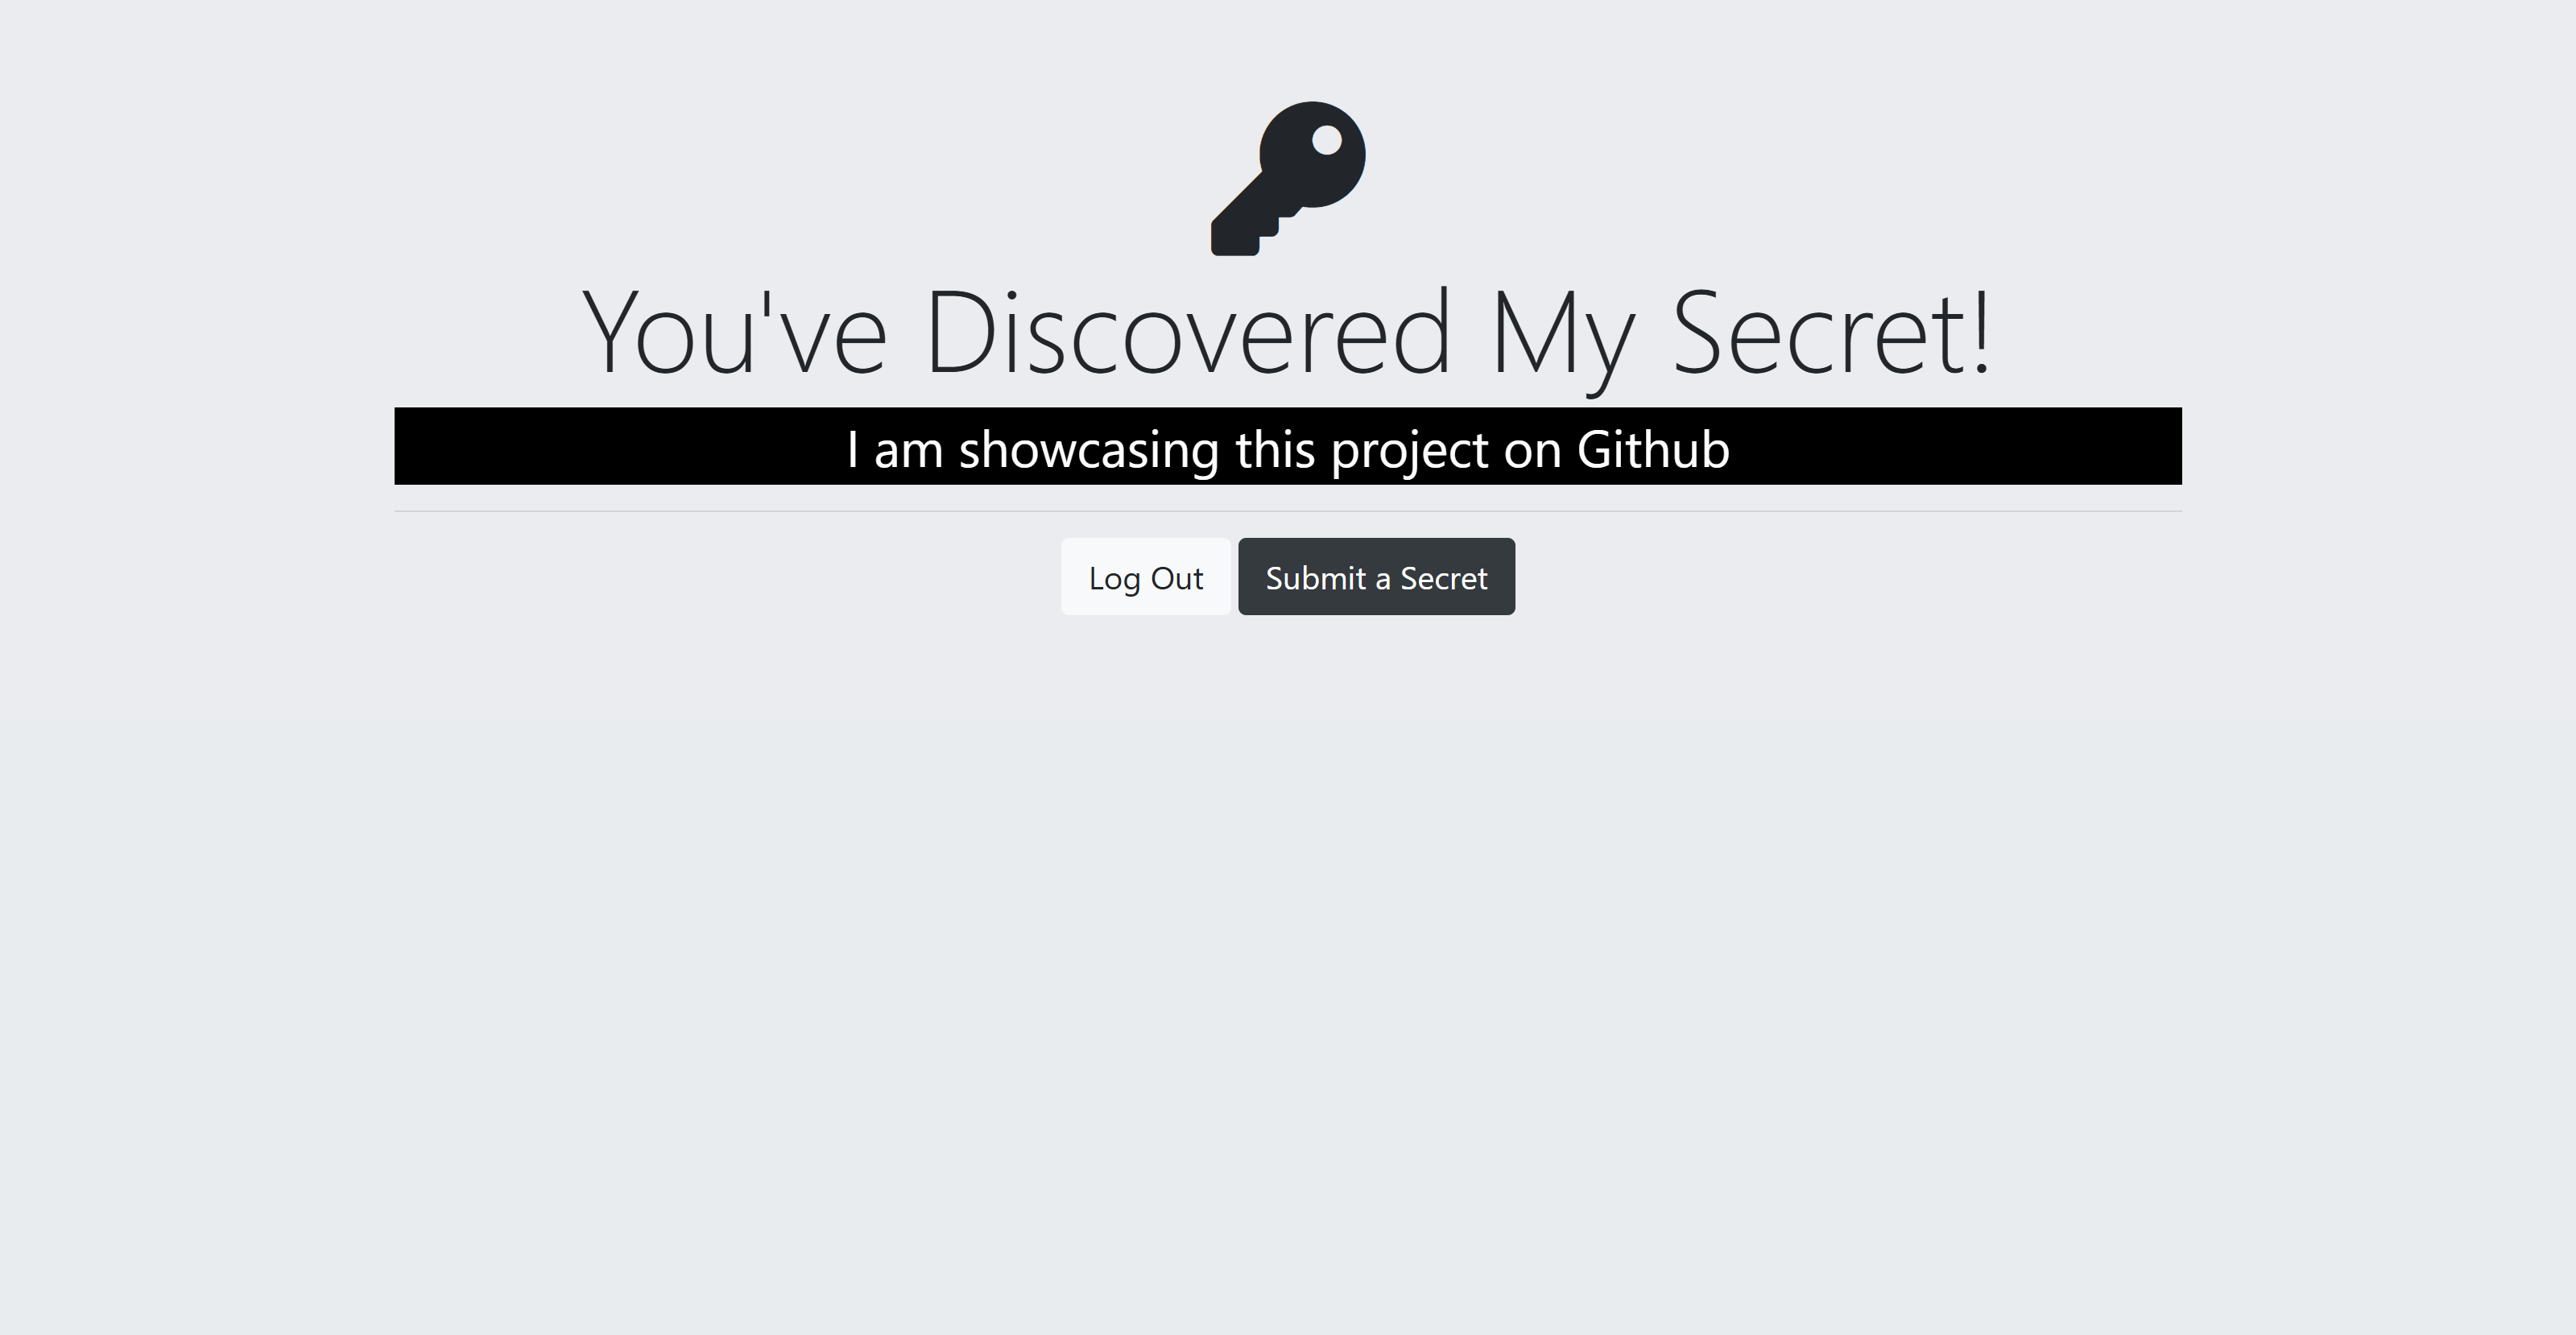 You've Discovered My Secret!
I am showcasing this project on Github
Log Out
Submit a Secret